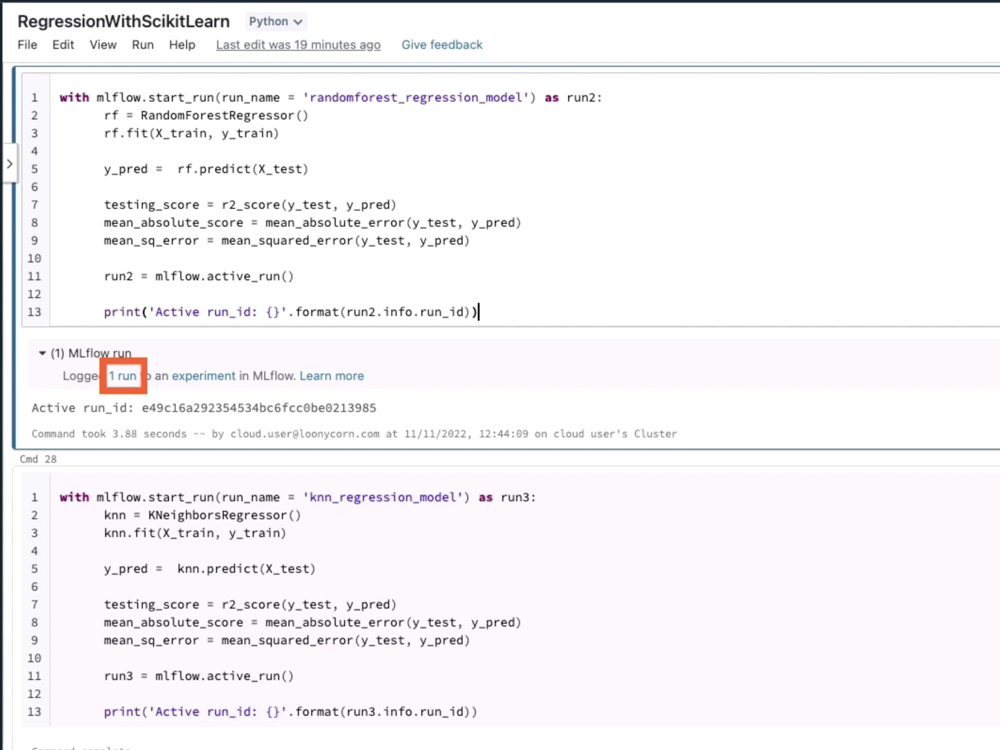 RegressionWithScikitLearn Python
File Edit View Run Help Last edit was 19 minutes ago Give feedback
1 with mlflow.start_run(run_name = 'randomforest_regression_model') as run2:
2 rf = RandomForestRegressor()
3 rf.fit(X_train, y_train)
4
5 y_pred =  rf.predict(X_test)
6
7 testing_score = r2_score(y_test, y_pred)
8 mean_absolute_score = mean_absolute_error(y_test, y_pred)
9 mean_sq_error = mean_squared_error(y_test, y_pred)
10
11 run2 = mlflow.active_run()
12
13 print('Active run_id: {}'.format(run2.info.run_id))
(1) MLflow run
1 run an experiment in MLflow. Learn more
Active run_id: e49c16a292354534bc6fcc0be0213985
Command took 3.88 seconds -- by cloud.user@loonycorn.com at 11/11/2022, 12:44:09 on cloud user's Cluster
Cmd 28
1 with mlflow.start_run(run_name = 'knn_regression_model') as run3:
2 knn = KNeighborsRegressor()
3 knn.fit(X_train, y_train)
4
5 y_pred =  knn.predict(X_test)
6
7 testing_score = r2_score(y_test, y_pred)
8 mean_absolute_score = mean_absolute_error(y_test, y_pred)
9 mean_sq_error = mean_squared_error(y_test, y_pred)
10
11 run3 = mlflow.active_run()
12
13 print('Active run_id: {}'.format(run3.info.run_id))